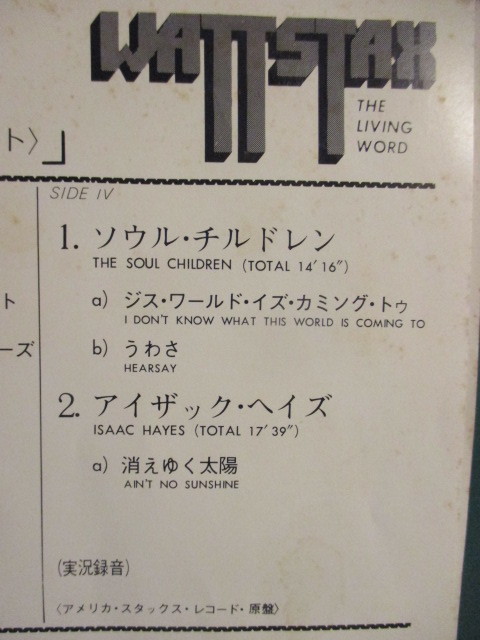 WATTSTAX
THE
LIVING
WORD
ト〉」
SIDE IV
1. ソウル・チルドレン
THE SOUL CHILDREN (TOTAL 14′16″)
a) ジス・ワールド・イズ・カミング・トゥ
I DON'T KNOW WHAT THIS WORLD IS COMING TO
ト
b) うわさ
ーズ
HEARSAY
2. アイザック・ヘイズ
ISAAC HAYES (TOTAL 17′39″)
a) 消えゆく太陽
AIN'T NO SUNSHINE
(実況録音)
〈アメリカ・スタックス・レコード・原盤〉